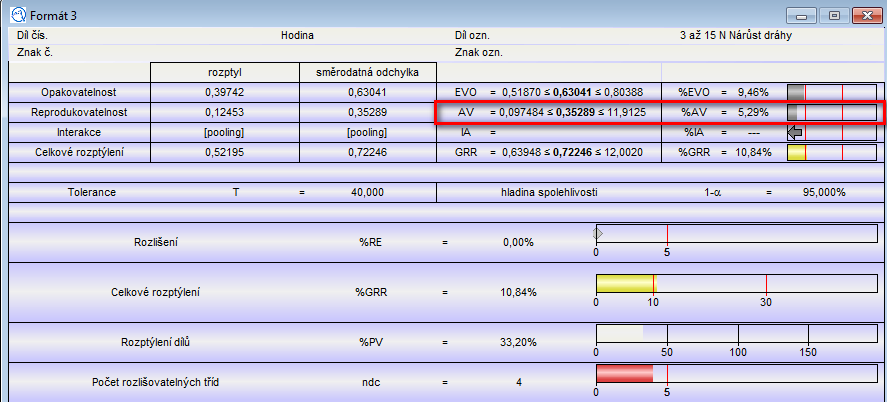 Formát 3
Díl čís. Hodina Díl ozn. 3 až 15 N Nárůst dráhy
Znak č. Znak ozn.
rozptyl směrodatná odchylka
Opakovatelnost 0,39742 0,63041 EVO = 0,51870 ≤ 0,63041 ≤ 0,80388 %EVO = 9,46%
Reprodukovatelnost 0,12453 0,35289 AV = 0,097484 ≤ 0,35289 ≤ 11,9125 %AV = 5,29%
Interakce [pooling] [pooling] IA = %IA = ---
Celkové rozptýlení 0,52195 0,72246 GRR = 0,63948 ≤ 0,72246 ≤ 12,0020 %GRR = 10,84%
Tolerance T = 40,000 hladina spolehlivosti 1-α = 95,000%
Rozlišení %RE = 0,00%
0 5
Celkové rozptýlení %GRR = 10,84%
0 10 30
Rozptýlení dílů %PV = 33,20%
0 50 100 150
Počet rozlišovatelných tříd ndc = 4
0 5